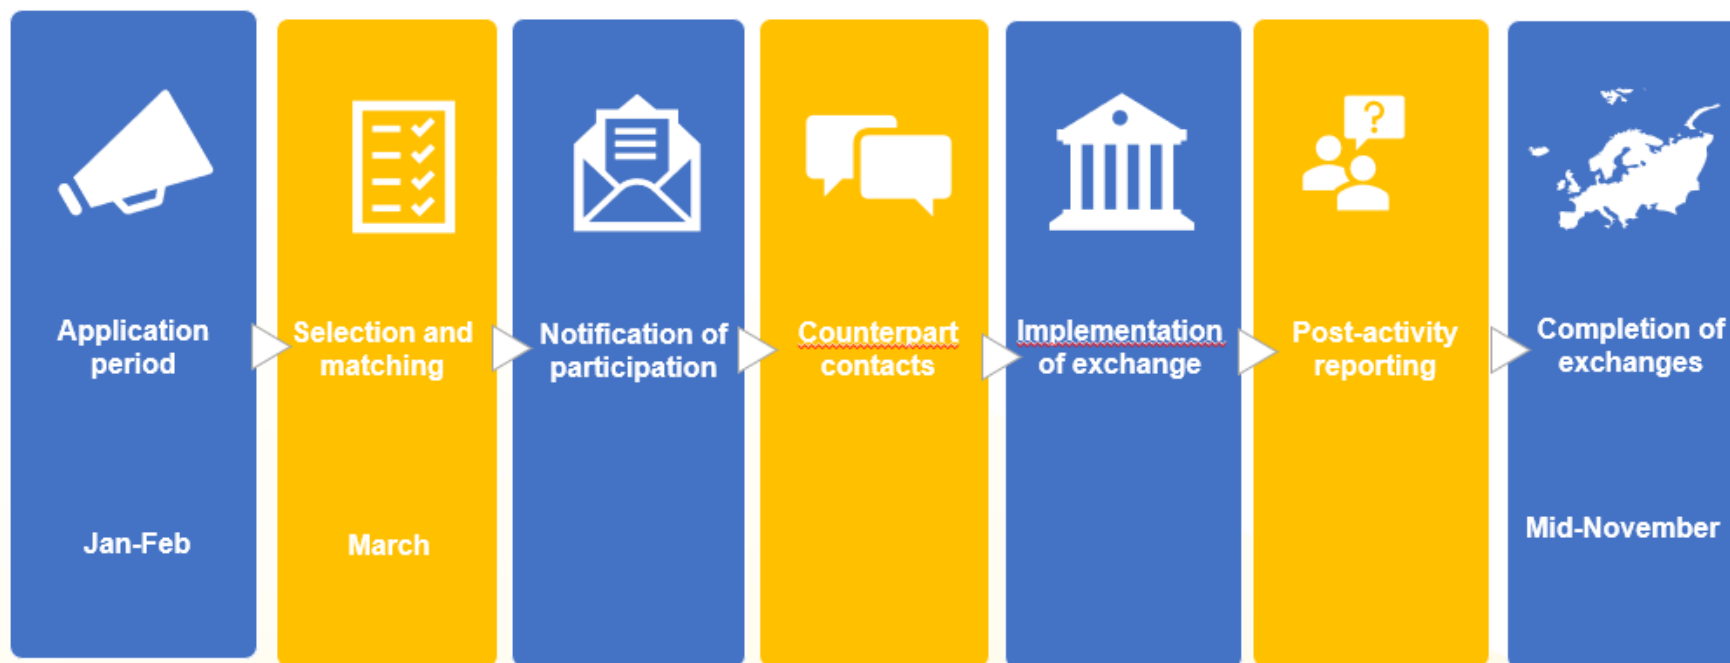 Application
period
Jan-Feb
Selection and
matching
March
Notification of
participation
Counterpart
contacts
Implementation
of exchange
?
Post-activity
reporting
Completion of
exchanges
Mid-November